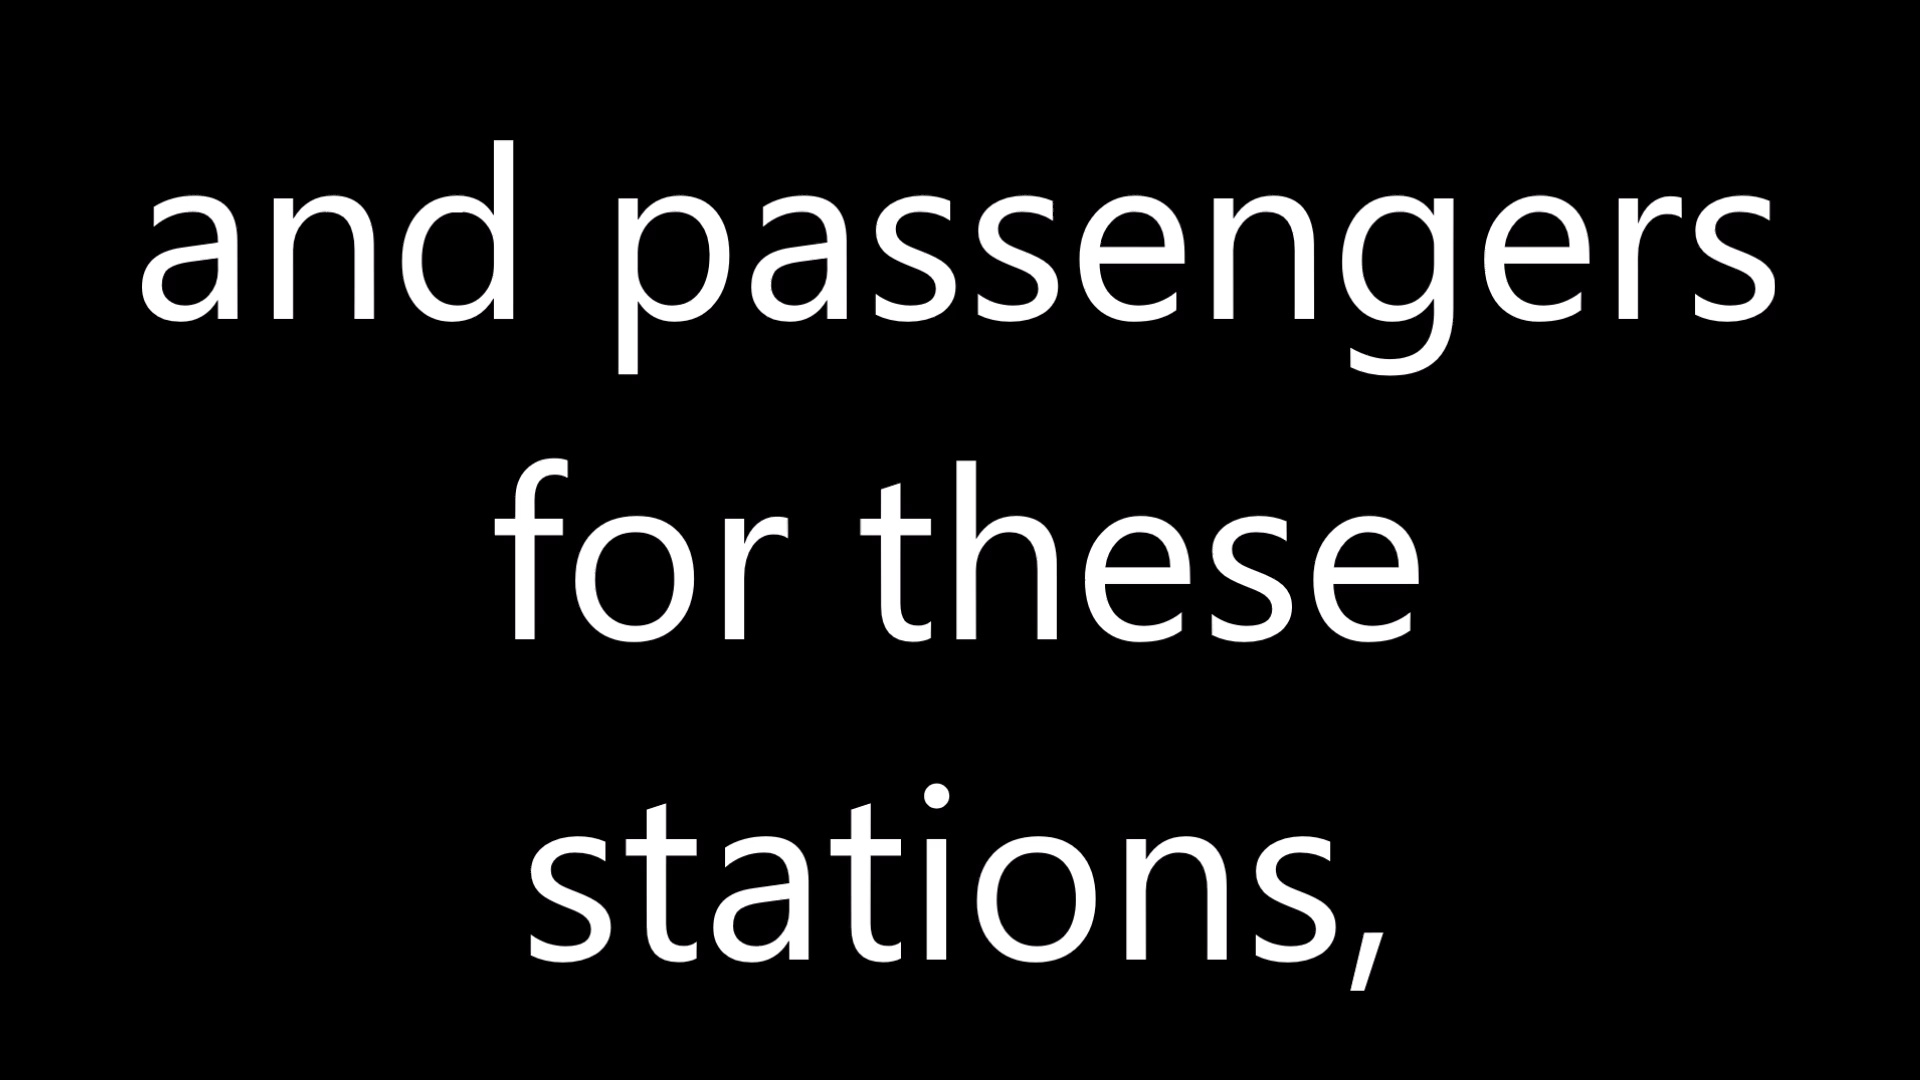 and passengers
for these
stations,